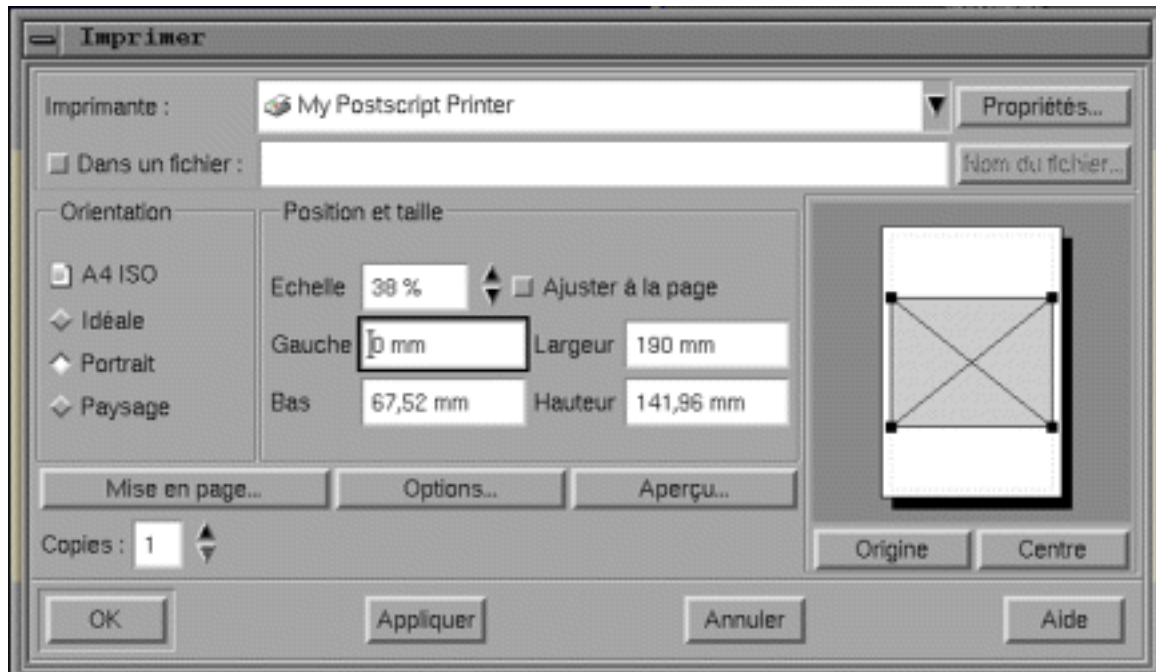 Imprimer
Imprimante : My Postscript Printer Propriétés...
Dans un fichier : Nom du fichier...
Orientation
A4 ISO
Idéale
Portrait
Paysage
Position et taille
Echelle 38 % Ajuster à la page
Gauche 0 mm Largeur 190 mm
Bas 67,52 mm Hauteur 141,96 mm
Mise en page... Options... Aperçu...
Copies : 1
Origine Centre
OK Appliquer Annuler Aide